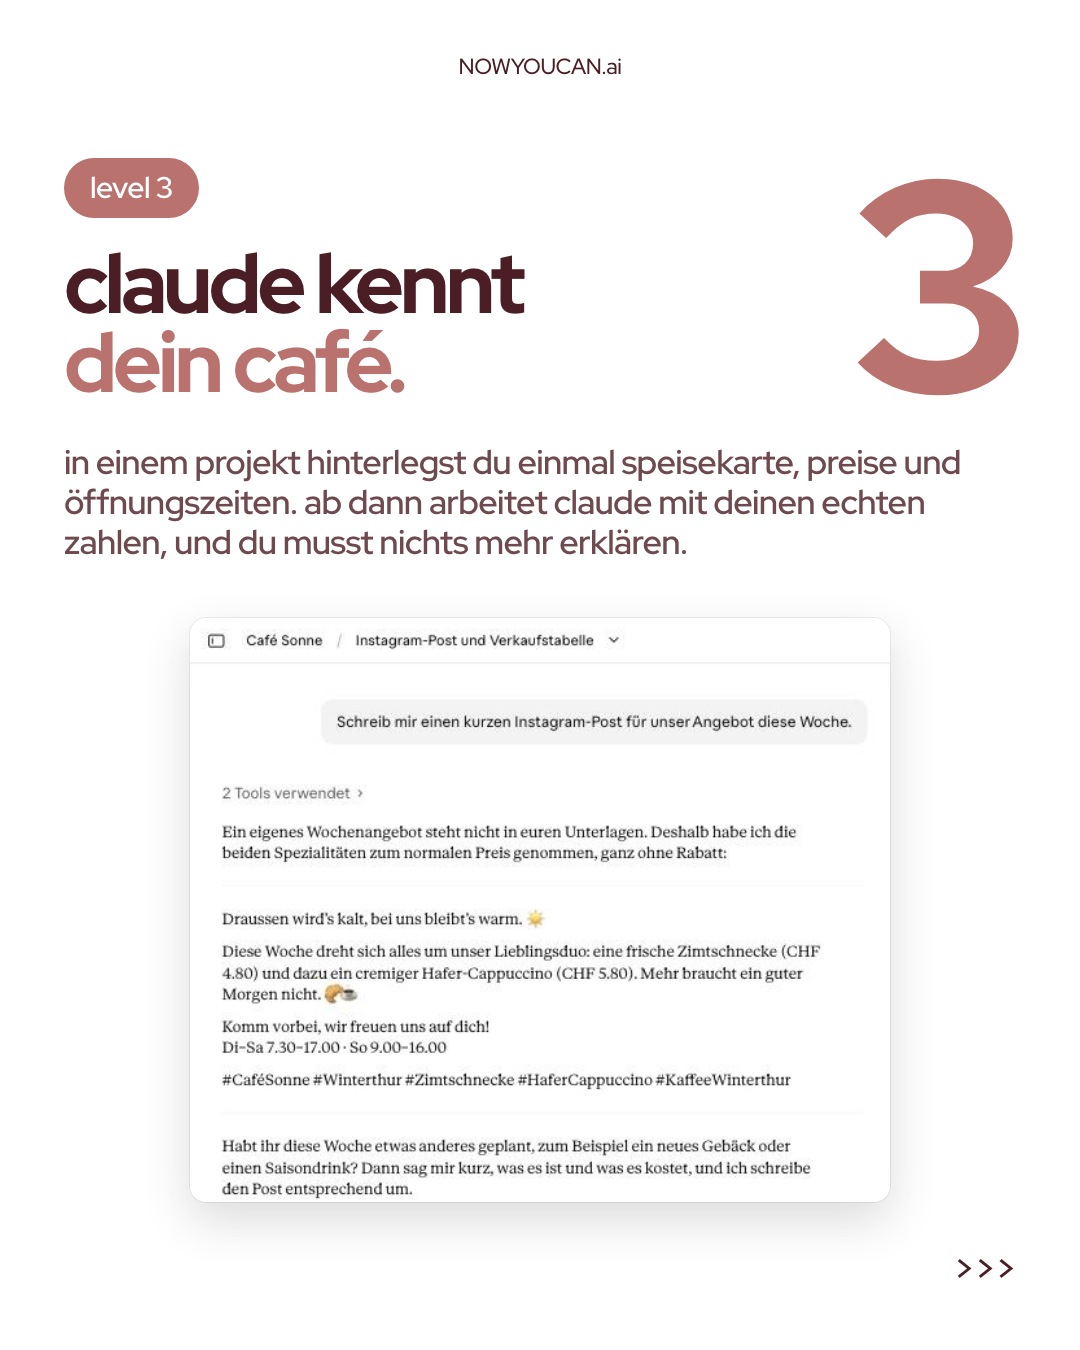 NOWYOUCAN.ai
level 3
3
claude kennt
dein café.
in einem projekt hinterlegst du einmal speisekarte, preise und
öffnungszeiten. ab dann arbeitet claude mit deinen echten
zahlen, und du musst nichts mehr erklären.
Café Sonne / Instagram-Post und Verkaufstabelle
Schreib mir einen kurzen Instagram-Post für unser Angebot diese Woche.
2 Tools verwendet >
Ein eigenes Wochenangebot steht nicht in euren Unterlagen. Deshalb habe ich die
beiden Spezialitäten zum normalen Preis genommen, ganz ohne Rabatt:
Draussen wird's kalt, bei uns bleibt's warm. ☀️
Diese Woche dreht sich alles um unser Lieblingsduo: eine frische Zimtschnecke (CHF
4.80) und dazu ein cremiger Hafer-Cappuccino (CHF 5.80). Mehr braucht ein guter
Morgen nicht. 🥐☕
Komm vorbei, wir freuen uns auf dich!
Di–Sa 7.30–17.00 · So 9.00–16.00
#CaféSonne #Winterthur #Zimtschnecke #HaferCappuccino #KaffeeWinterthur
Habt ihr diese Woche etwas anderes geplant, zum Beispiel ein neues Gebäck oder
einen Saisondrink? Dann sag mir kurz, was es ist und was es kostet, und ich schreibe
den Post entsprechend um.
>>>